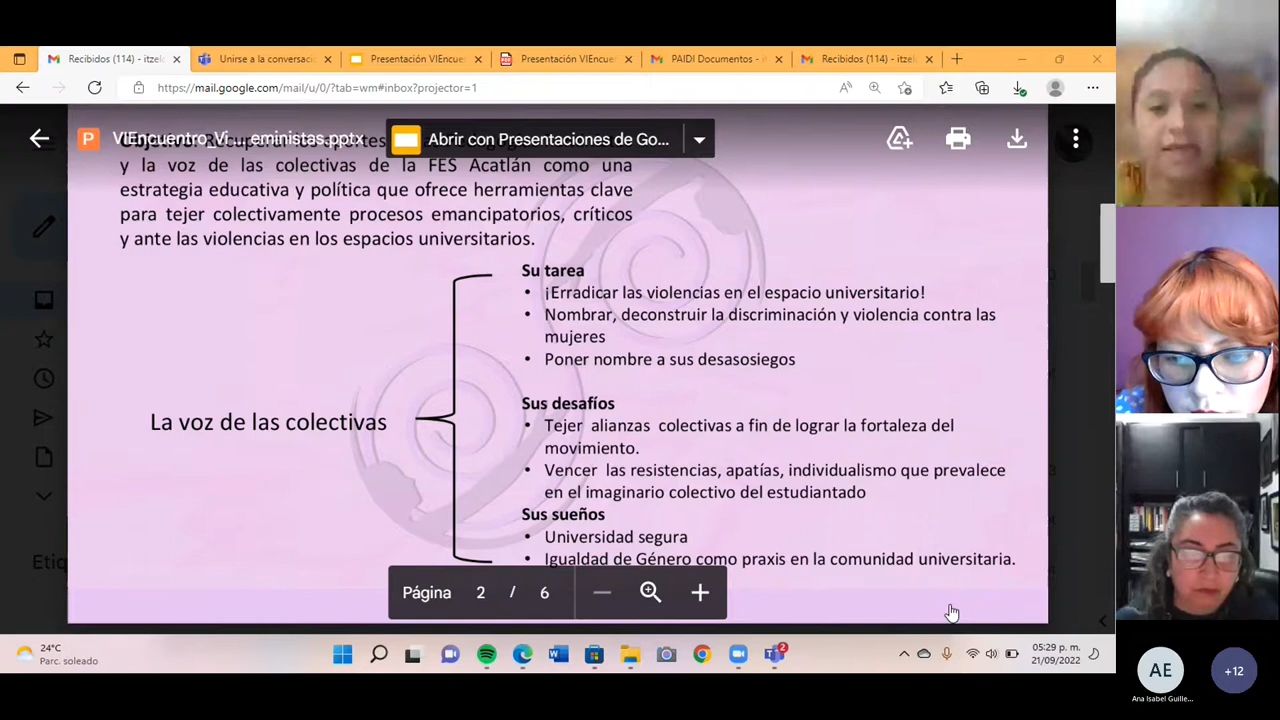 Recibidos (114) - itzel
Unirse a la conversaci
Presentación VIEncue
Presentación VIEncue
PAIDI Documentos - it
Recibidos (114) - itzel
https://mail.google.com/mail/u/0/?tab=wm#inbox?projector=1
VIEncuentro_Vi... eministas.pptx
Abrir con Presentaciones de Go...
y la voz de las colectivas de la FES Acatlán como una
estrategia educativa y política que ofrece herramientas clave
para tejer colectivamente procesos emancipatorios, críticos
y ante las violencias en los espacios universitarios.
La voz de las colectivas
Su tarea
• ¡Erradicar las violencias en el espacio universitario!
• Nombrar, deconstruir la discriminación y violencia contra las
mujeres
• Poner nombre a sus desasosiegos
Sus desafíos
• Tejer alianzas colectivas a fin de lograr la fortaleza del
movimiento.
• Vencer las resistencias, apatías, individualismo que prevalece
en el imaginario colectivo del estudiantado
Sus sueños
• Universidad segura
• Igualdad de Género como praxis en la comunidad universitaria.
Etiq
Página 2 / 6
24°C
Parc. soleado
2
05:29 p. m.
21/09/2022
AE
Ana Isabel Guille...
+12